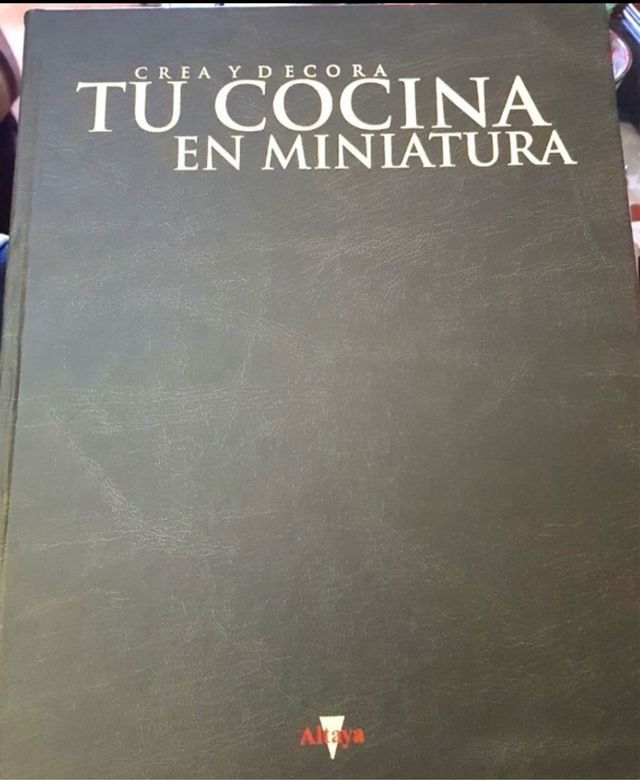 CREA Y DECORA
TU COCINA
EN MINIATURA
Altaya